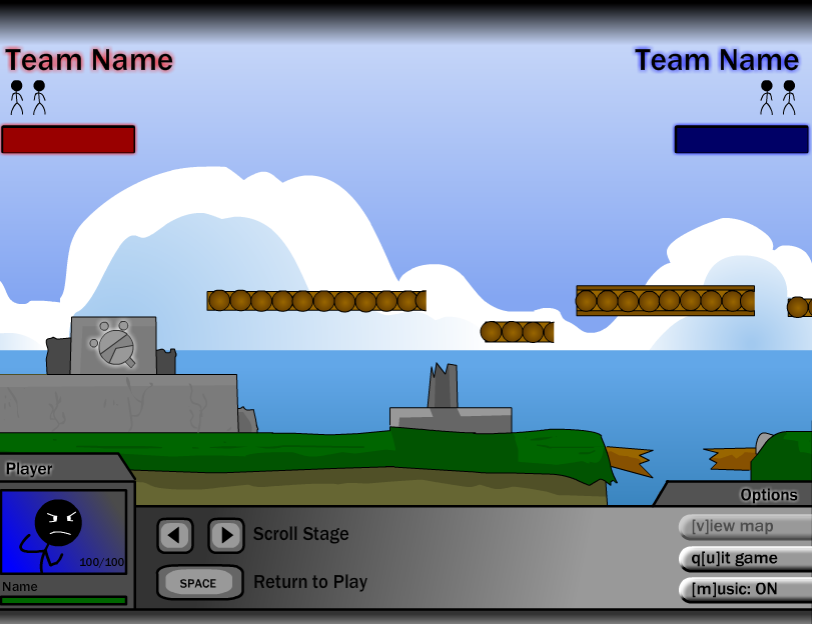 Team Name
Team Name
Player
100/100
Name
Scroll Stage
SPACE
Return to Play
Options
[v]iew map
q[u]it game
[m]usic: ON